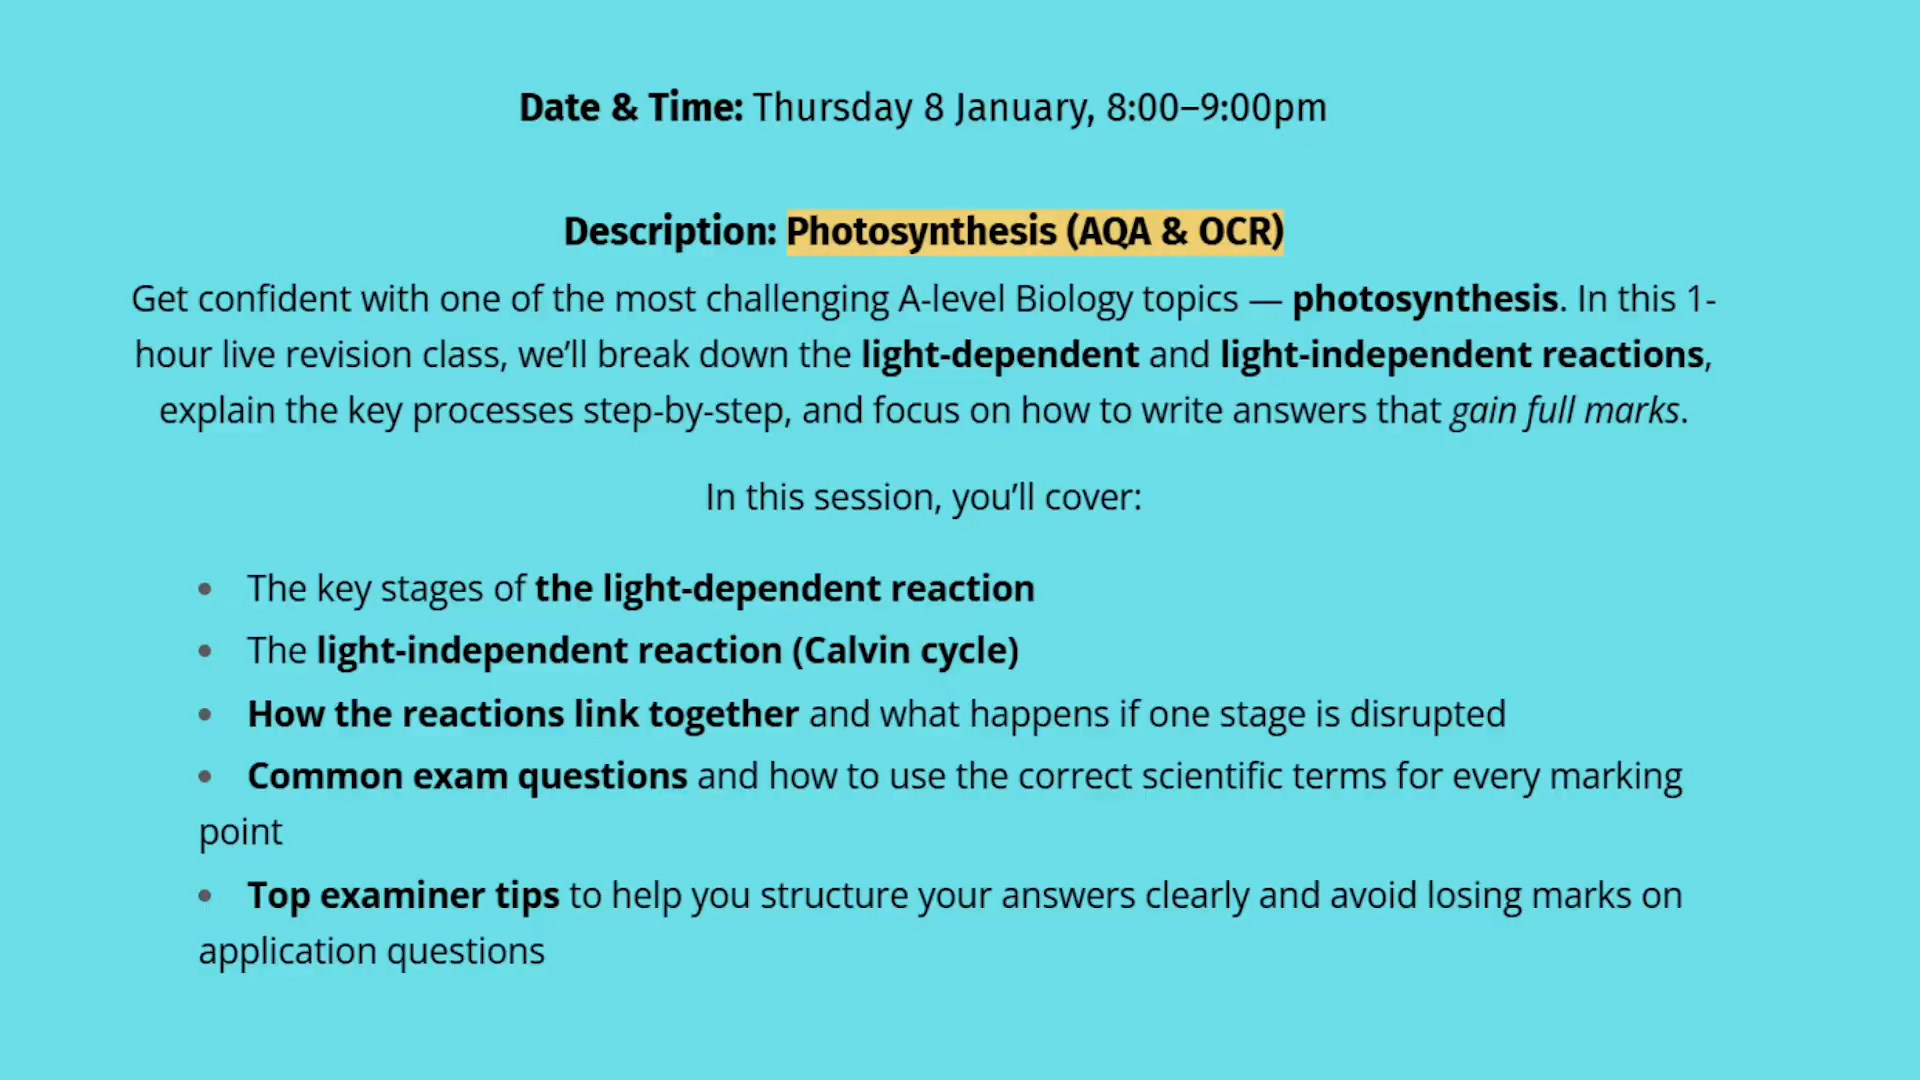 Date & Time: Thursday 8 January, 8:00–9:00pm
Description: Photosynthesis (AQA & OCR)
Get confident with one of the most challenging A-level Biology topics — photosynthesis. In this 1-
hour live revision class, we’ll break down the light-dependent and light-independent reactions,
explain the key processes step-by-step, and focus on how to write answers that gain full marks.
In this session, you’ll cover:
• The key stages of the light-dependent reaction
• The light-independent reaction (Calvin cycle)
• How the reactions link together and what happens if one stage is disrupted
• Common exam questions and how to use the correct scientific terms for every marking
point
• Top examiner tips to help you structure your answers clearly and avoid losing marks on
application questions